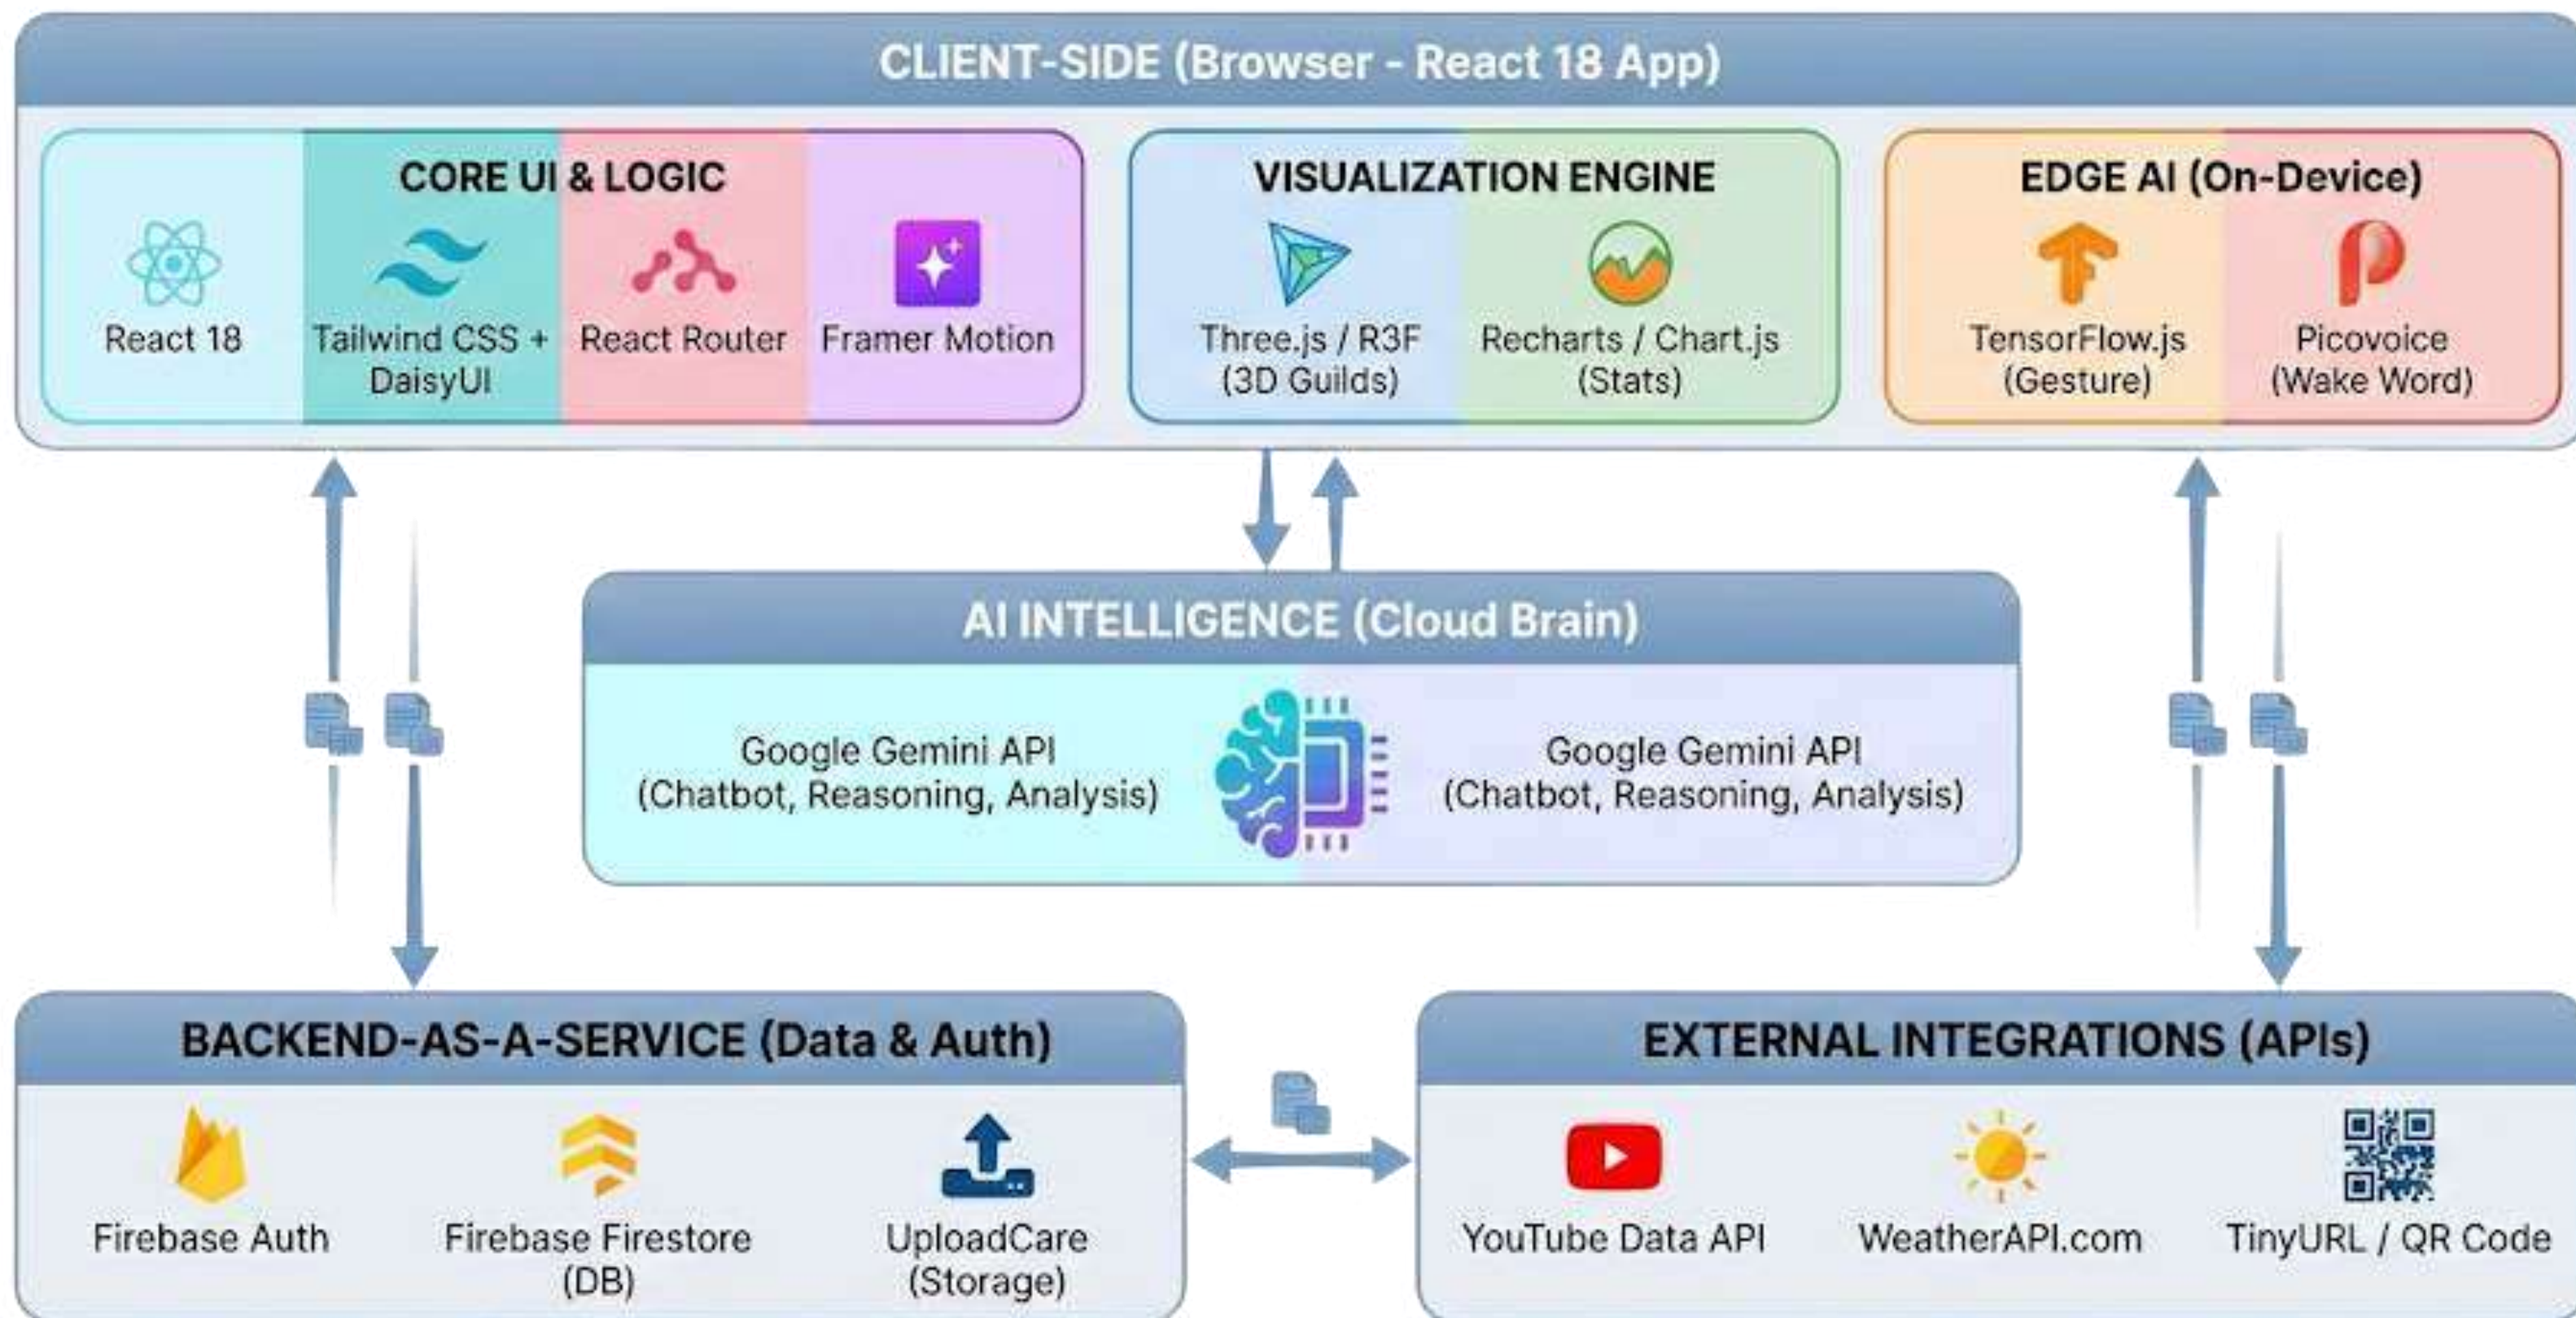 CLIENT-SIDE (Browser - React 18 App)
CORE UI & LOGIC
React 18
Tailwind CSS +
DaisyUI
React Router
Framer Motion
VISUALIZATION ENGINE
Three.js / R3F
(3D Guilds)
Recharts / Chart.js
(Stats)
EDGE AI (On-Device)
TensorFlow.js
(Gesture)
Picovoice
(Wake Word)
AI INTELLIGENCE (Cloud Brain)
Google Gemini API
(Chatbot, Reasoning, Analysis)
Google Gemini API
(Chatbot, Reasoning, Analysis)
BACKEND-AS-A-SERVICE (Data & Auth)
Firebase Auth
Firebase Firestore
(DB)
UploadCare
(Storage)
EXTERNAL INTEGRATIONS (APIs)
YouTube Data API
WeatherAPI.com
TinyURL / QR Code